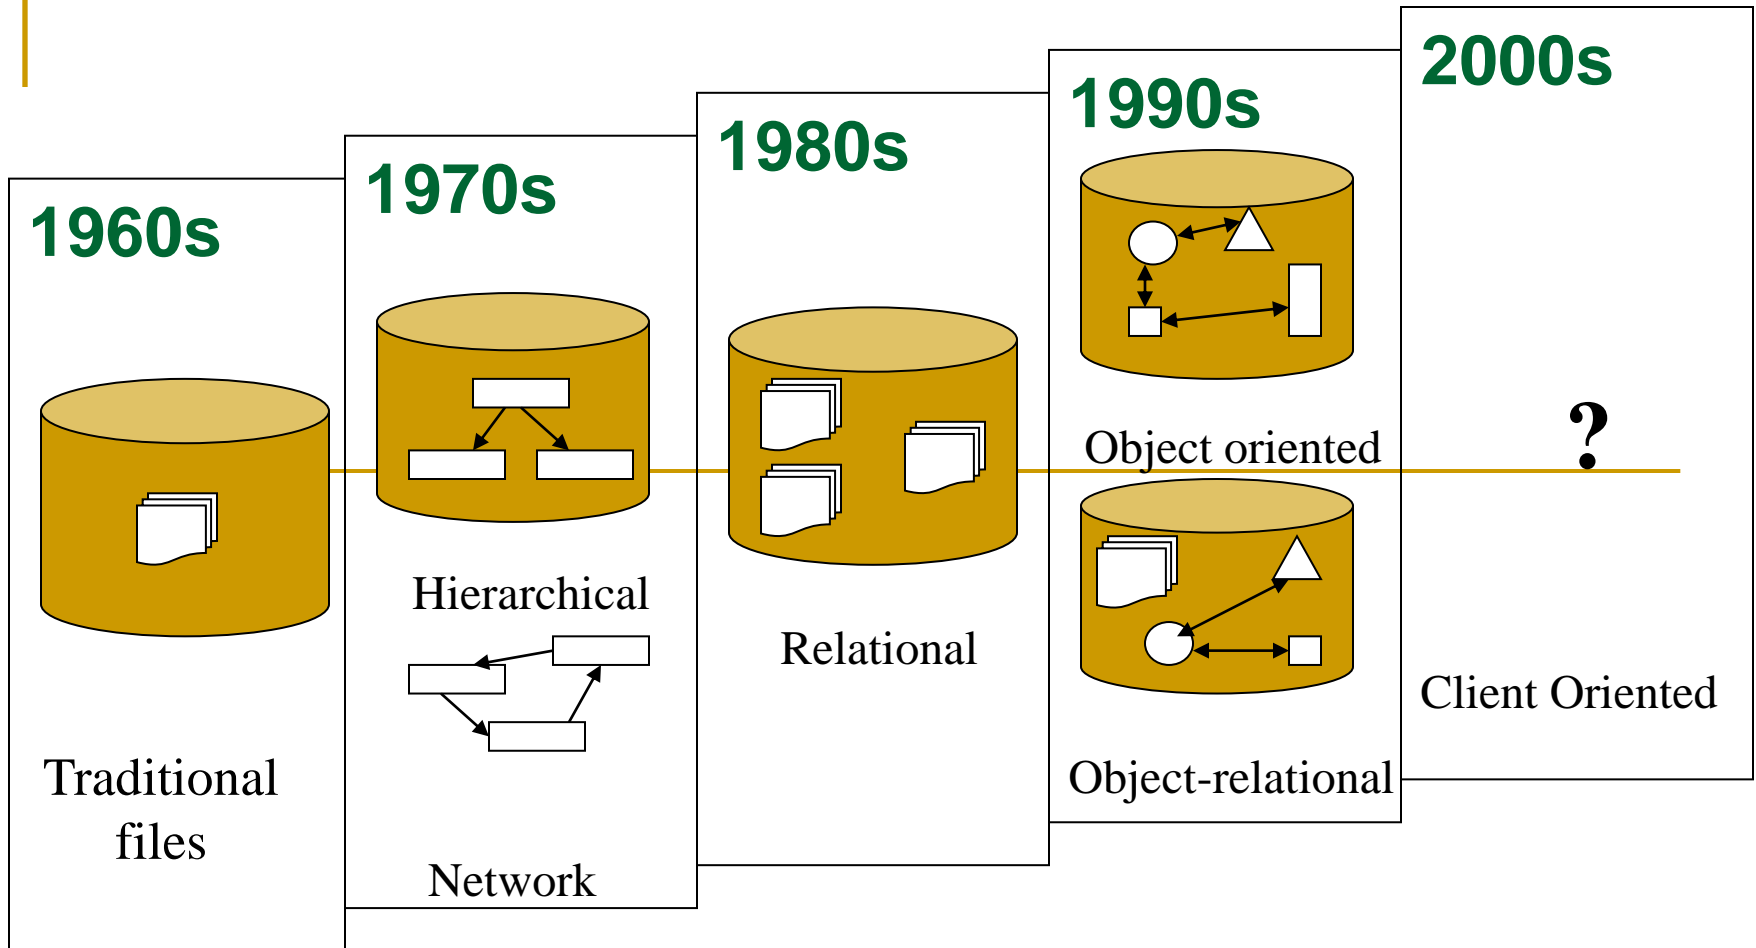 1960s
Traditional
files
1970s
Hierarchical
Network
1980s
Relational
1990s
Object oriented
Object-relational
2000s
?
Client Oriented